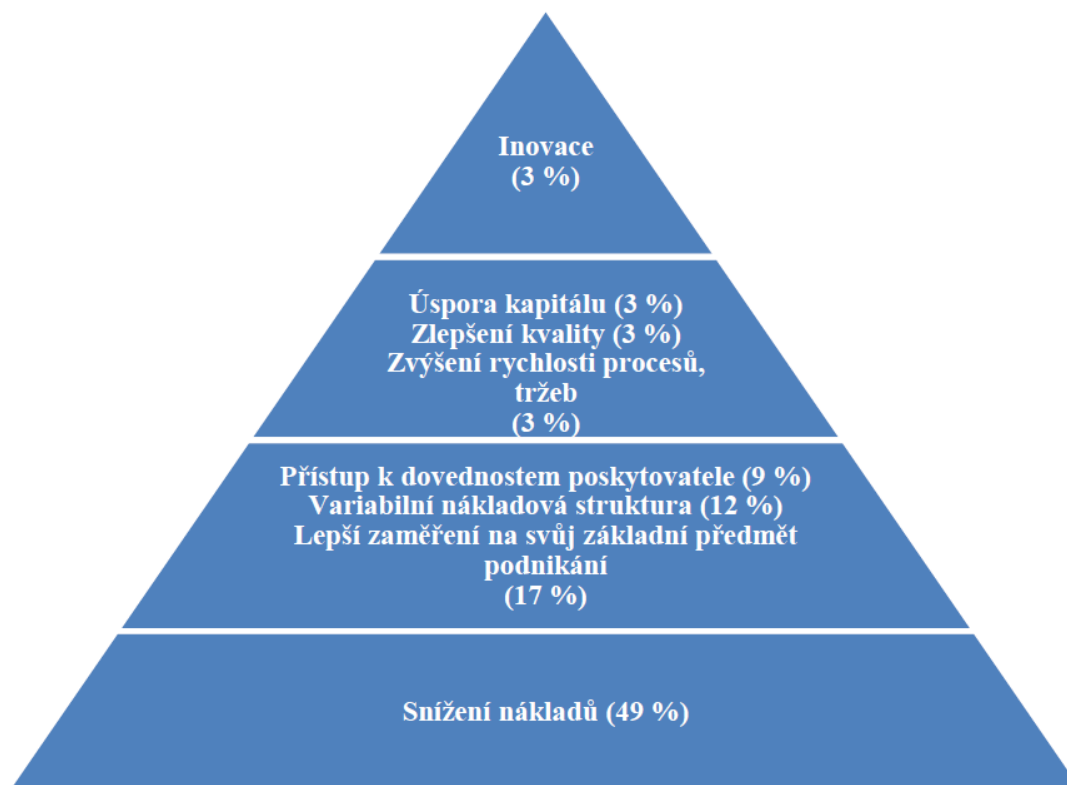 Inovace
(3 %)
Úspora kapitálu (3 %)
Zlepšení kvality (3 %)
Zvýšení rychlosti procesů,
tržeb
(3 %)
Přístup k dovednostem poskytovatele (9 %)
Variabilní nákladová struktura (12 %)
Lepší zaměření na svůj základní předmět
podnikání
(17 %)
Snížení nákladů (49 %)